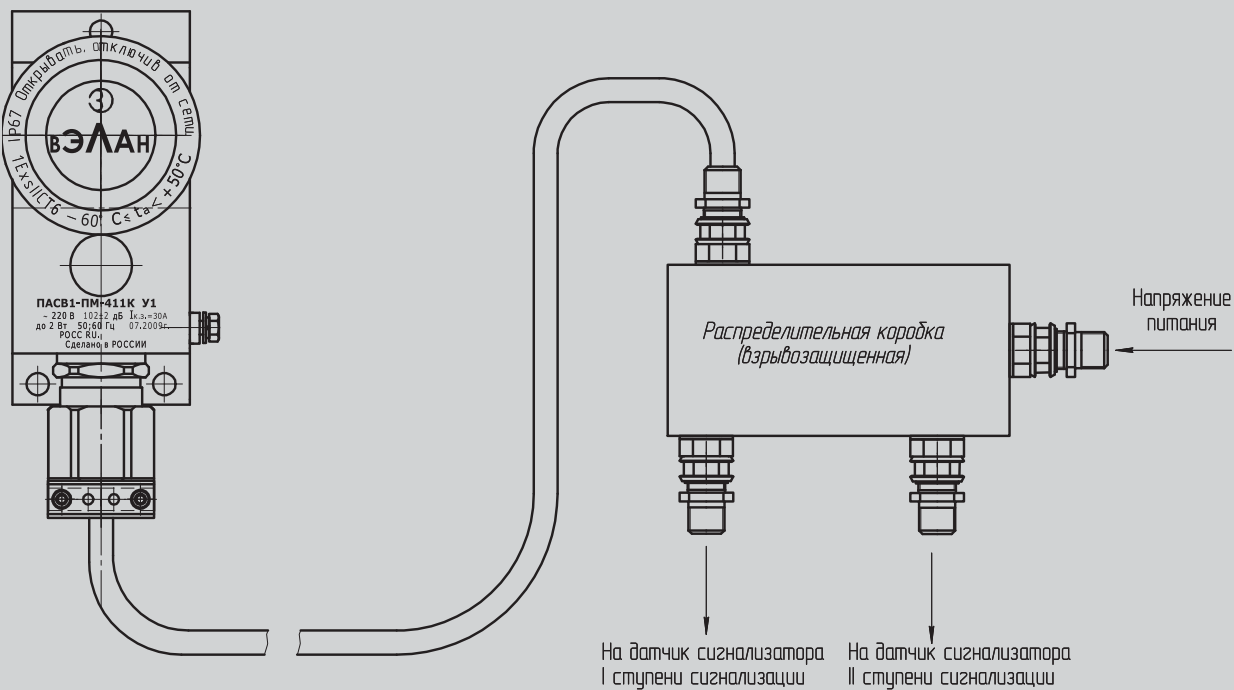 IP67 Открывать, отключив от сети
1ExsIICT6 – 60° C ≤ ta < +50°C
ВЭЛАН
ПАСВ1-ПМ-411К У1
~ 220 В 102±2 дБ Iк.з.=30А
до 2 Вт 50;60 Гц 07.2009г.
РОСС RU.
Сделано в РОССИИ
Распределительная коробка
(взрывозащищенная)
Напряжение
питания
На датчик сигнализатора
I ступени сигнализации
На датчик сигнализатора
II ступени сигнализации